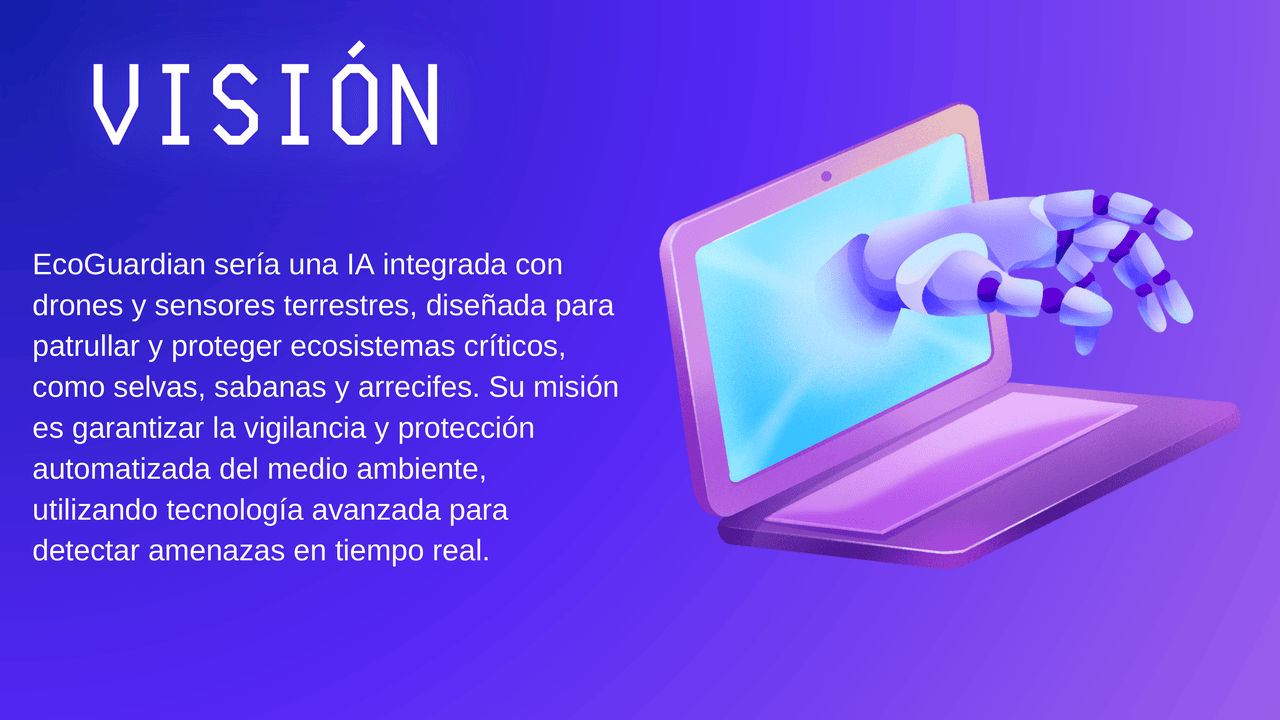 VISIÓN
EcoGuardian sería una IA integrada con
drones y sensores terrestres, diseñada para
patrullar y proteger ecosistemas críticos,
como selvas, sabanas y arrecifes. Su misión
es garantizar la vigilancia y protección
automatizada del medio ambiente,
utilizando tecnología avanzada para
detectar amenazas en tiempo real.